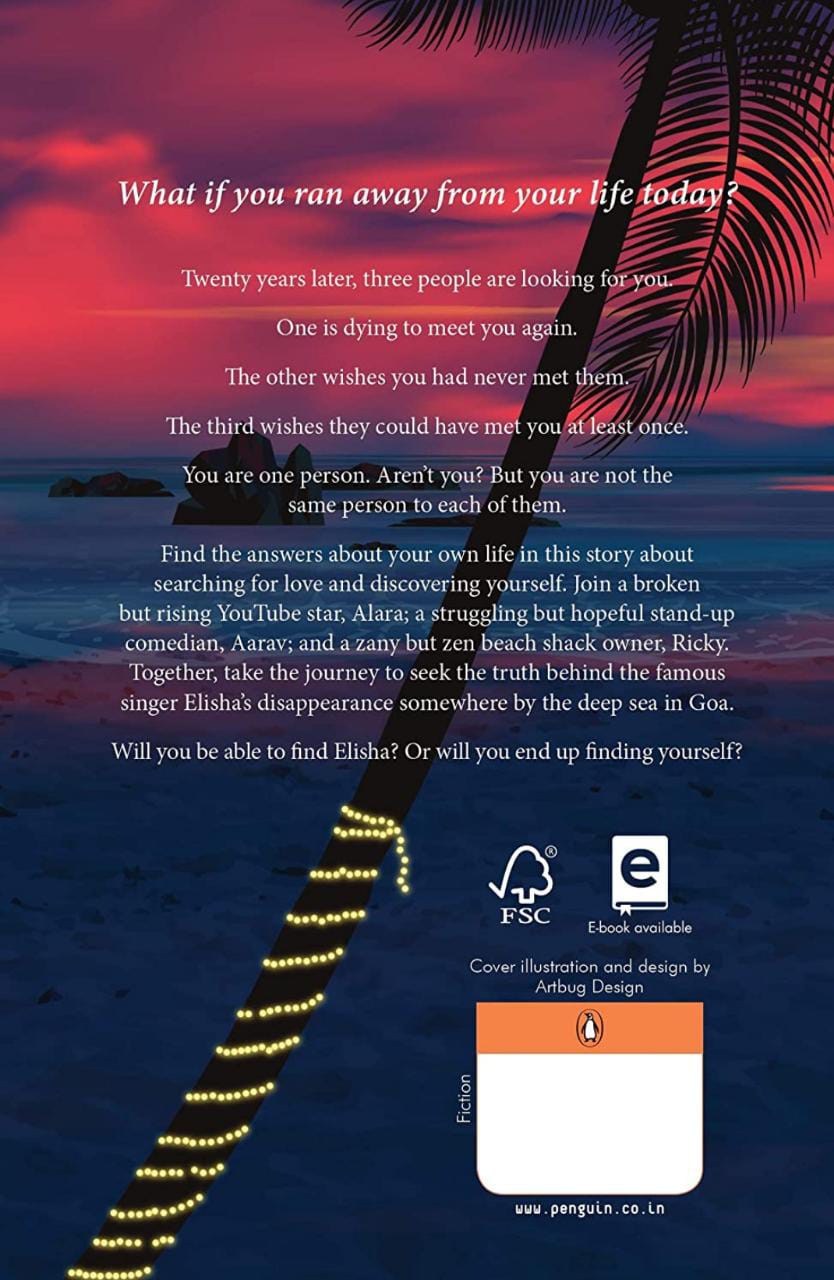 What if you ran away from your life today?
Twenty years later, three people are looking for you.
One is dying to meet you again.
The other wishes you had never met them.
The third wishes they could have met you at least once.
You are one person. Aren’t you? But you are not the
same person to each of them.
Find the answers about your own life in this story about
searching for love and discovering yourself. Join a broken
but rising YouTube star, Alara; a struggling but hopeful stand-up
comedian, Aarav; and a zany but zen beach shack owner, Ricky.
Together, take the journey to seek the truth behind the famous
singer Elisha’s disappearance somewhere by the deep sea in Goa.
Will you be able to find Elisha? Or will you end up finding yourself?
®
FSC
e
E-book available
Cover illustration and design by
Artbug Design
Fiction
www.penguin.co.in